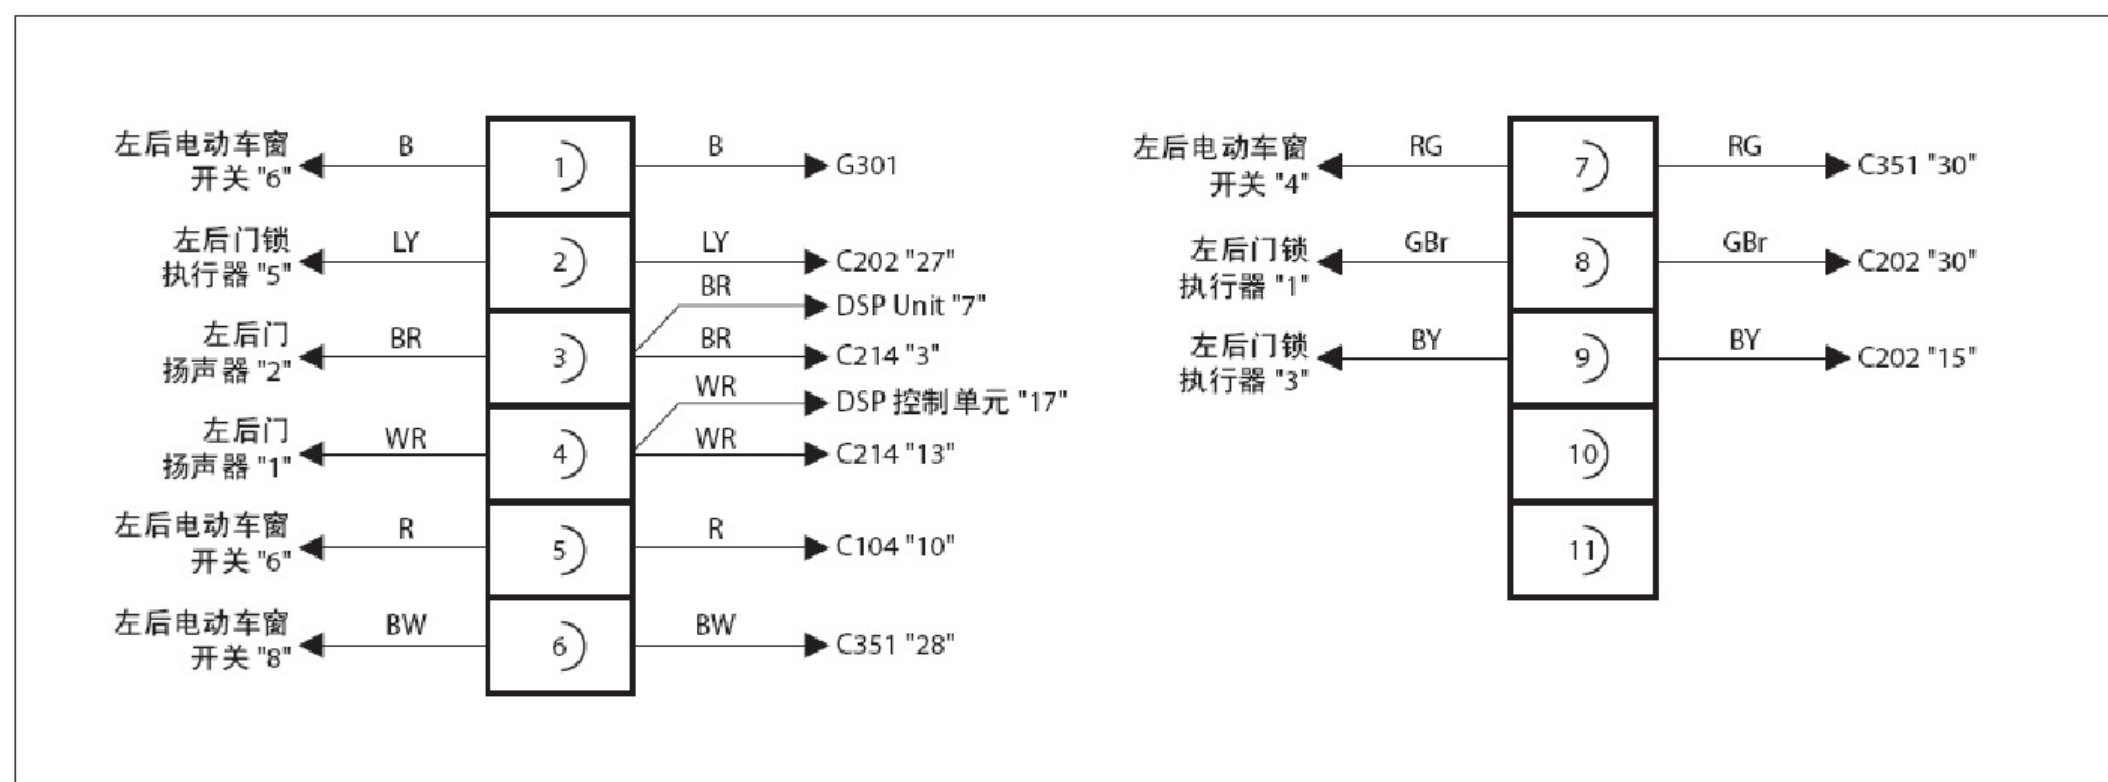 左后电动车窗
开关 "6"
B
1
B
G301
左后门锁
执行器 "5"
LY
2
LY
C202 "27"
BR
DSP Unit "7"
左后门
扬声器 "2"
BR
3
BR
C214 "3"
WR
DSP 控制单元 "17"
左后门
扬声器 "1"
WR
4
WR
C214 "13"
左后电动车窗
开关 "6"
R
5
R
C104 "10"
左后电动车窗
开关 "8"
BW
6
BW
C351 "28"
左后电动车窗
开关 "4"
RG
7
RG
C351 "30"
左后门锁
执行器 "1"
GBr
8
GBr
C202 "30"
左后门锁
执行器 "3"
BY
9
BY
C202 "15"
10
11